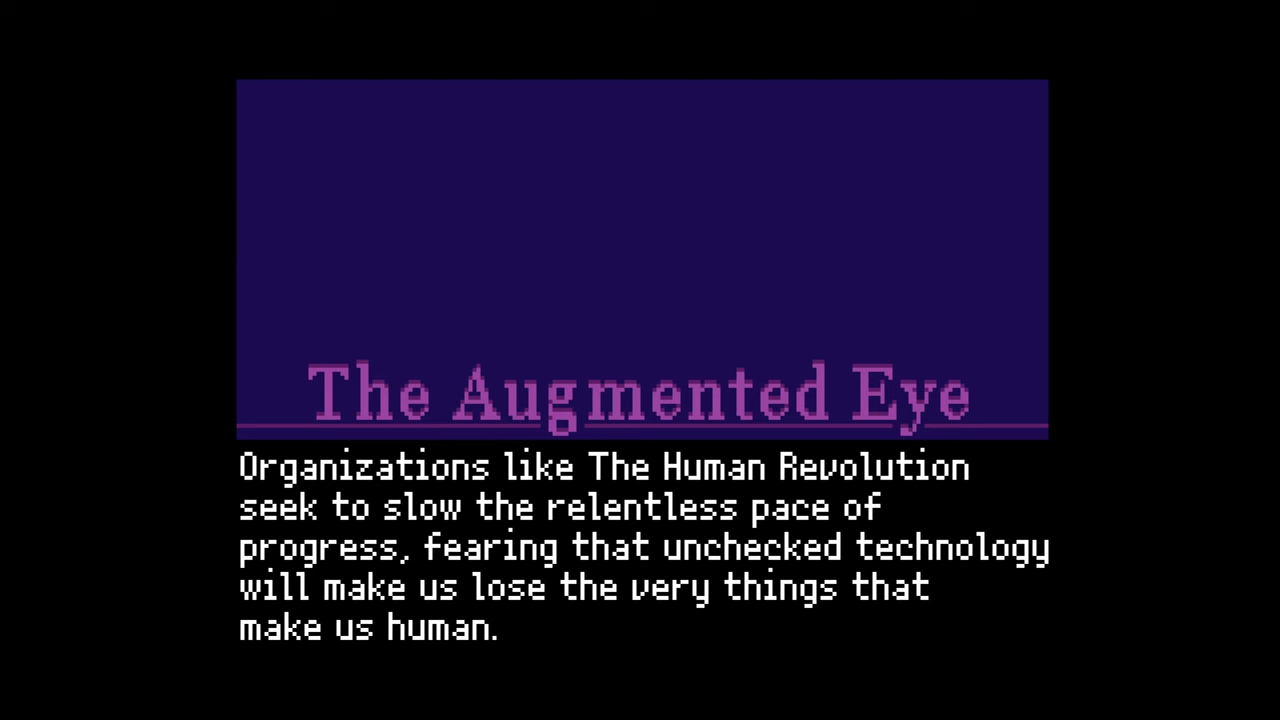 The Augmented Eye
Organizations like The Human Revolution
seek to slow the relentless pace of
progress, fearing that unchecked technology
will make us lose the very things that
make us human.